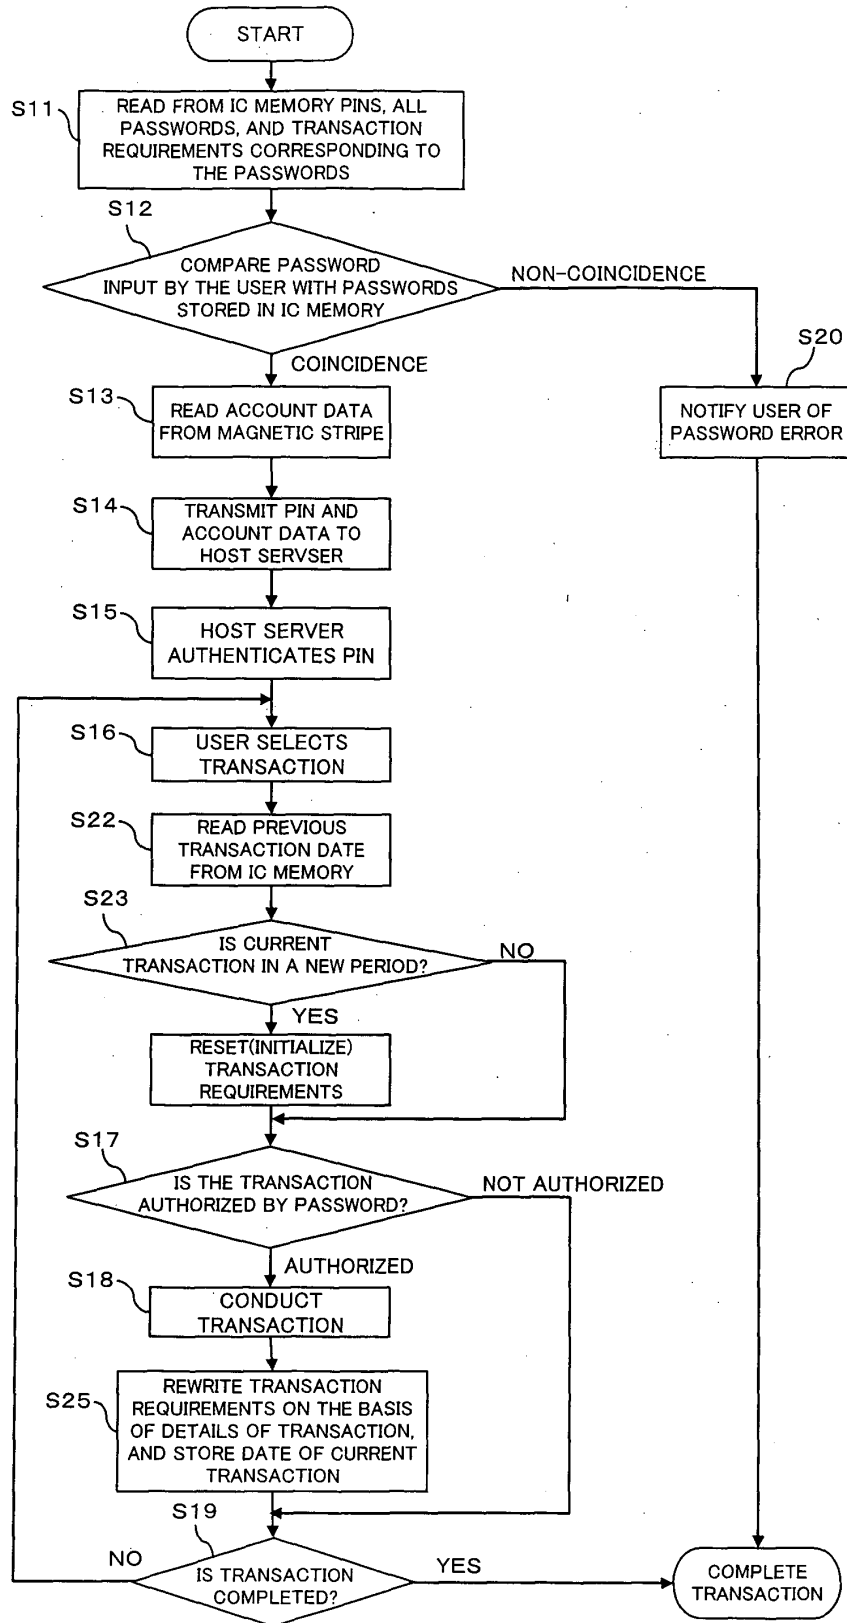 START
S11
READ FROM IC MEMORY PINS, ALL
PASSWORDS, AND TRANSACTION
REQUIREMENTS CORRESPONDING TO
THE PASSWORDS
S12
COMPARE PASSWORD
INPUT BY THE USER WITH PASSWORDS
STORED IN IC MEMORY
NON-COINCIDENCE
COINCIDENCE
S20
NOTIFY USER OF
PASSWORD ERROR
S13
READ ACCOUNT DATA
FROM MAGNETIC STRIPE
S14
TRANSMIT PIN AND
ACCOUNT DATA TO
HOST SERVSER
S15
HOST SERVER
AUTHENTICATES PIN
S16
USER SELECTS
TRANSACTION
S22
READ PREVIOUS
TRANSACTION DATE
FROM IC MEMORY
S23
IS CURRENT
TRANSACTION IN A NEW PERIOD?
NO
YES
RESET(INITIALIZE)
TRANSACTION
REQUIREMENTS
S17
IS THE TRANSACTION
AUTHORIZED BY PASSWORD?
NOT AUTHORIZED
AUTHORIZED
S18
CONDUCT
TRANSACTION
S25
REWRITE TRANSACTION
REQUIREMENTS ON THE BASIS
OF DETAILS OF TRANSACTION,
AND STORE DATE OF CURRENT
TRANSACTION
S19
NO
IS TRANSACTION
COMPLETED?
YES
COMPLETE
TRANSACTION